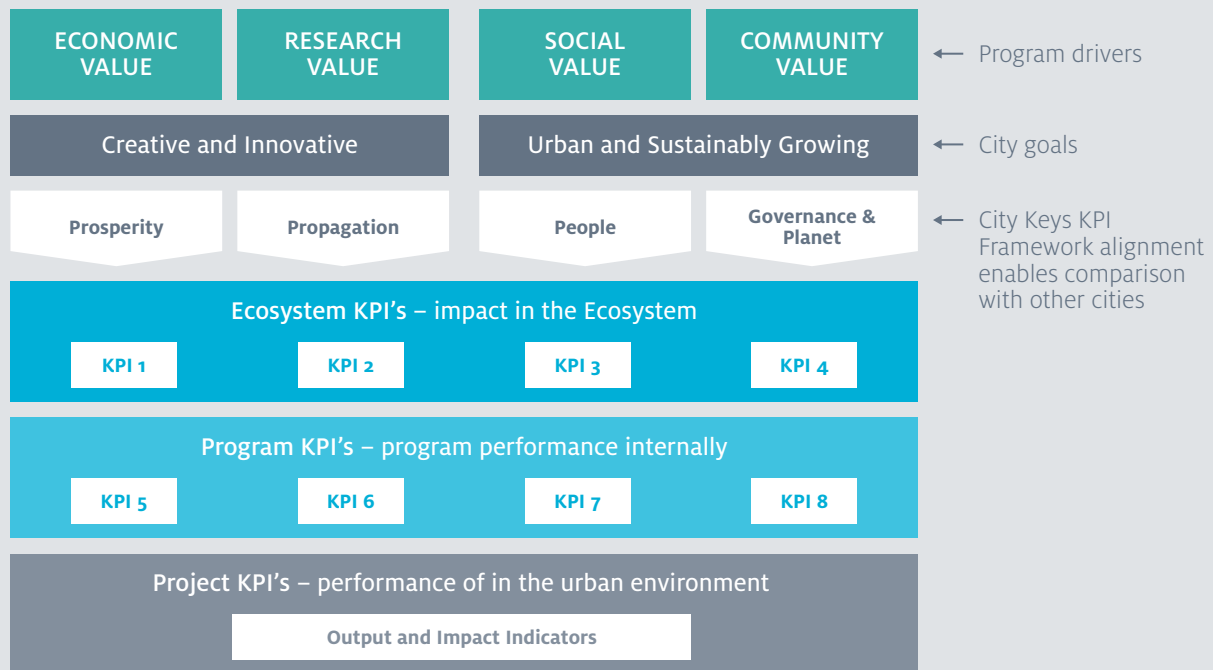 ECONOMIC
VALUE
RESEARCH
VALUE
SOCIAL
VALUE
COMMUNITY
VALUE
Program drivers
Creative and Innovative
Urban and Sustainably Growing
City goals
Prosperity
Propagation
People
Governance &
Planet
City Keys KPI
Framework alignment
enables comparison
with other cities
Ecosystem KPI's – impact in the Ecosystem
KPI 1
KPI 2
KPI 3
KPI 4
Program KPI's – program performance internally
KPI 5
KPI 6
KPI 7
KPI 8
Project KPI's – performance of in the urban environment
Output and Impact Indicators